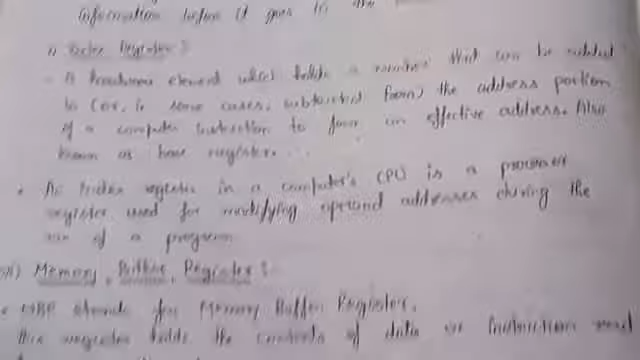 information before it goes to the
Index Register :
- A hardware element which holds a number that can be added
to (or, in some cases, subtracted from) the address portion
of a computer instruction to form an effective address. Also
known as base register.
• An index register in a computer's CPU is a processor
register used for modifying operand addresses during the
run of a program.
Memory Buffer Register :
• MBR stands for Memory Buffer Register.
this register holds the contents of data or instruction read